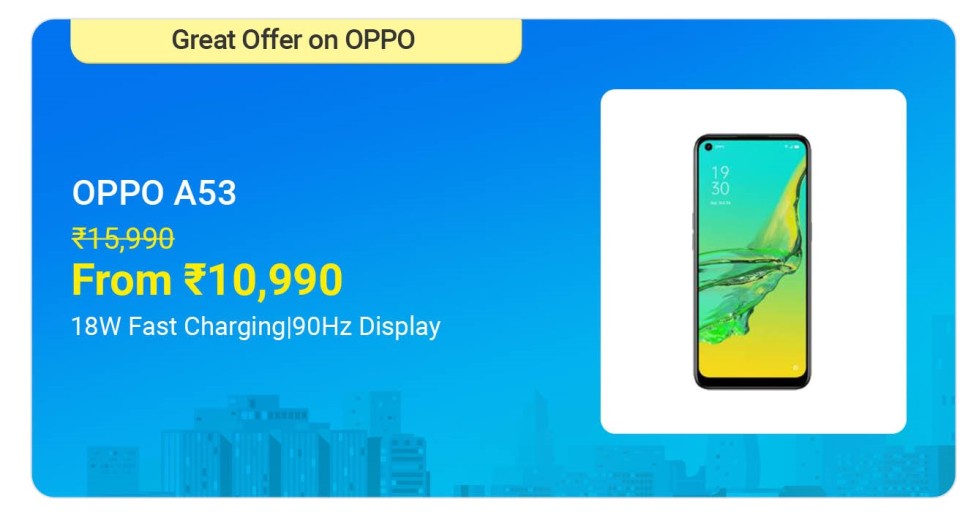 Great Offer on OPPO
OPPO A53
₹15,990
From ₹10,990
18W Fast Charging|90Hz Display
19
30